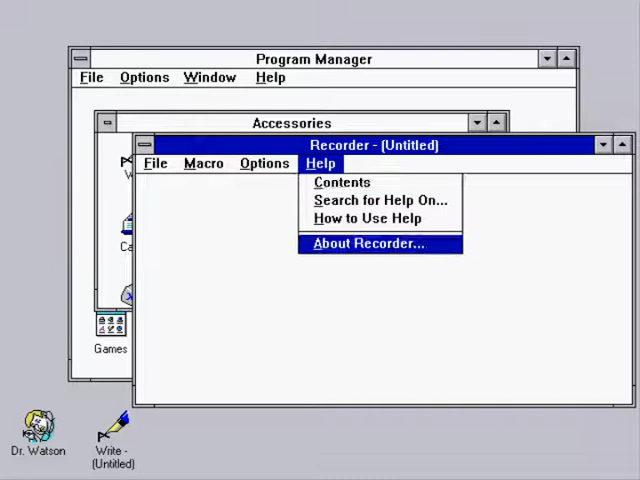 Program Manager
File Options Window Help
Accessories
Recorder - (Untitled)
File Macro Options Help
Contents
Search for Help On...
How to Use Help
About Recorder...
Games
Dr. Watson
Write -
(Untitled)